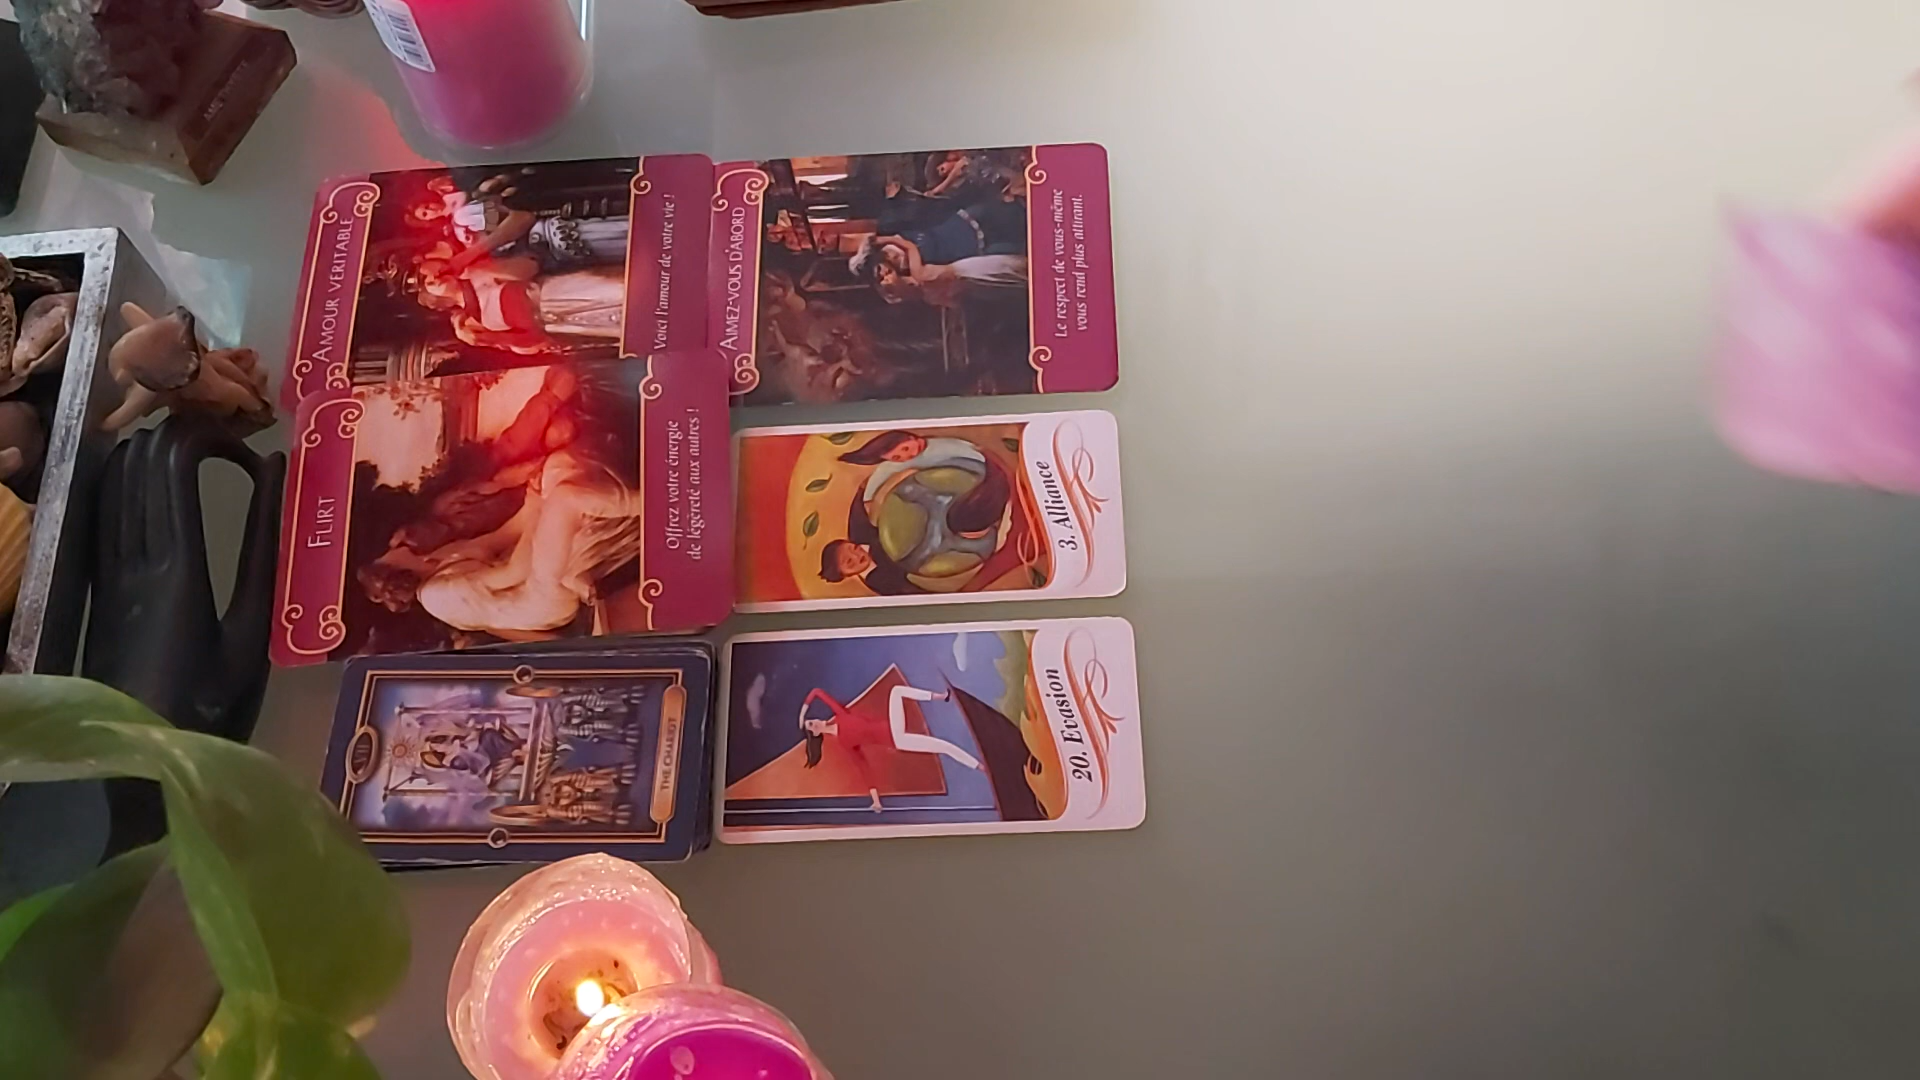 AMOUR VÉRITABLE
Voici l'amour de votre vie !
AIMEZ-VOUS D'ABORD
Le respect de vous-même
vous rend plus attirant.
FLIRT
Offrez votre énergie
de légèreté aux autres !
3. Alliance
VII
THE CHARIOT
20. Evasion